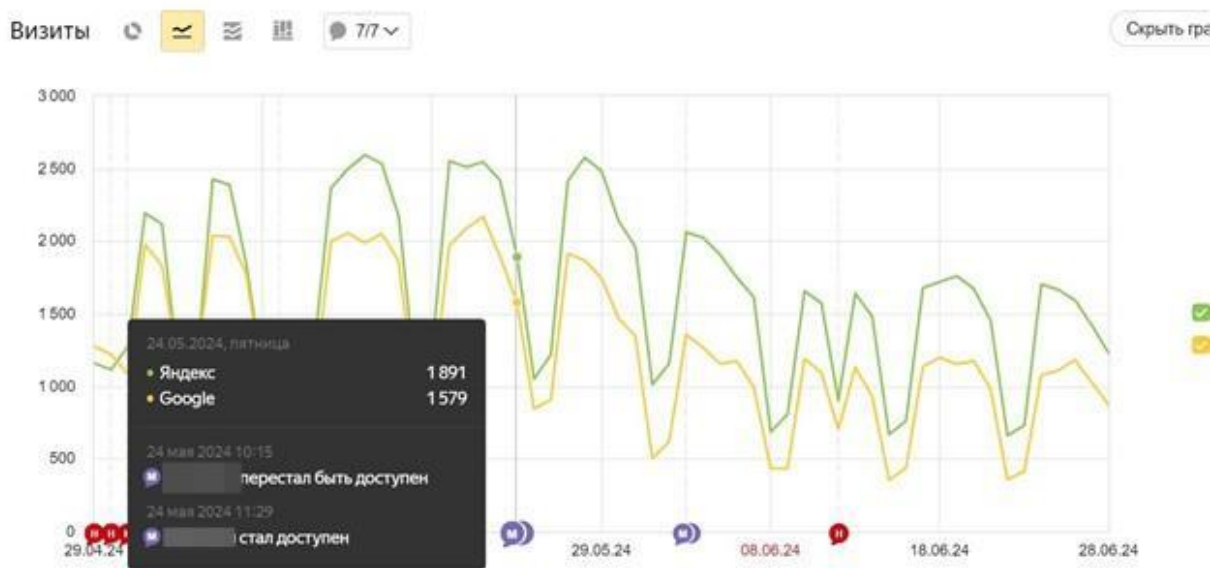 Визиты
7/7
Скрыть гра
3 000
2 500
2 000
1 500
1 000
500
0
24.05.2024, пятница
Яндекс 1 891
Google 1 579
24 мая 2024 10:15
М перестал быть доступен
24 мая 2024 11:29
М стал доступен
Н Н М М Н
29.04.24 29.05.24 08.06.24 18.06.24 28.06.24